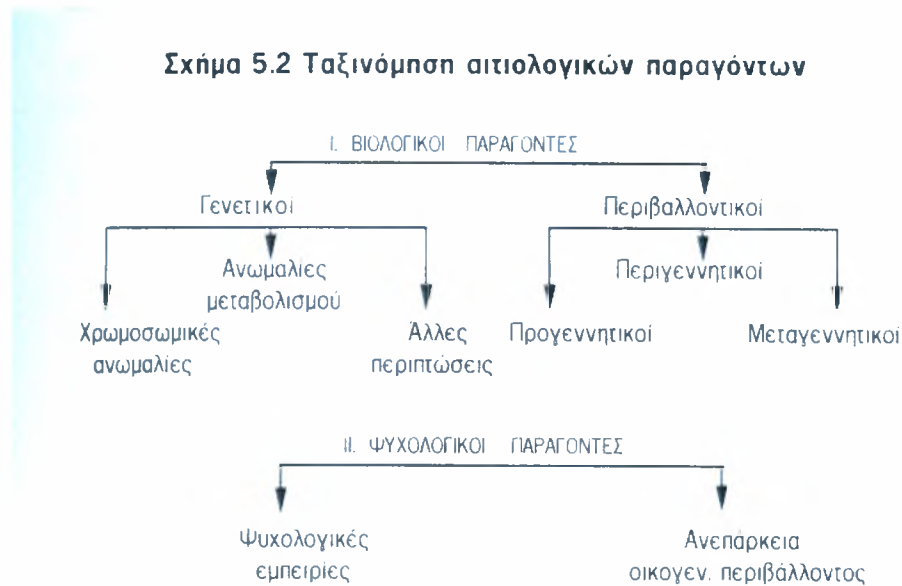 Σχήμα 5.2 Ταξινόμηση αιτιολογικών παραγόντων
I. ΒΙΟΛΟΓΙΚΟΙ ΠΑΡΑΓΟΝΤΕΣ
Γενετικοί
Περιβαλλοντικοί
Ανωμαλίες
μεταβολισμού
Περιγεννητικοί
Χρωμοσωμικές
ανωμαλίες
Άλλες
περιπτώσεις
Προγεννητικοί
Μεταγεννητικοί
II. ΨΥΧΟΛΟΓΙΚΟΙ ΠΑΡΑΓΟΝΤΕΣ
Ψυχολογικές
εμπειρίες
Ανεπάρκεια
οικογεν. περιβάλλοντος